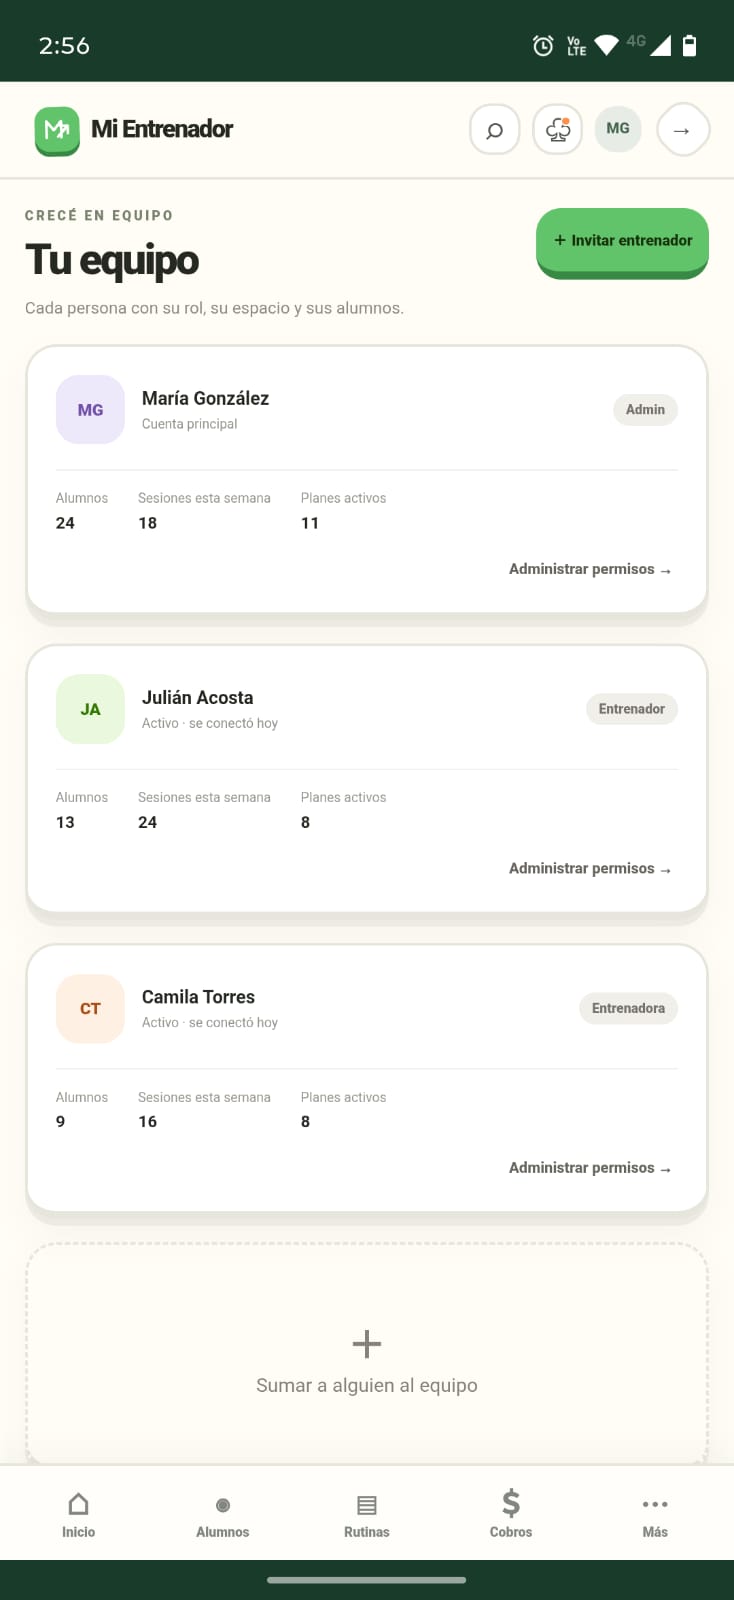 2:56
Vo
LTE
4G
Mi Entrenador
MG
→
CRECÉ EN EQUIPO
Tu equipo
+ Invitar entrenador
Cada persona con su rol, su espacio y sus alumnos.
MG
María González
Cuenta principal
Admin
Alumnos Sesiones esta semana Planes activos
24 18 11
Administrar permisos →
JA
Julián Acosta
Activo · se conectó hoy
Entrenador
Alumnos Sesiones esta semana Planes activos
13 24 8
Administrar permisos →
CT
Camila Torres
Activo · se conectó hoy
Entrenadora
Alumnos Sesiones esta semana Planes activos
9 16 8
Administrar permisos →
+
Sumar a alguien al equipo
$
Inicio Alumnos Rutinas Cobros Más